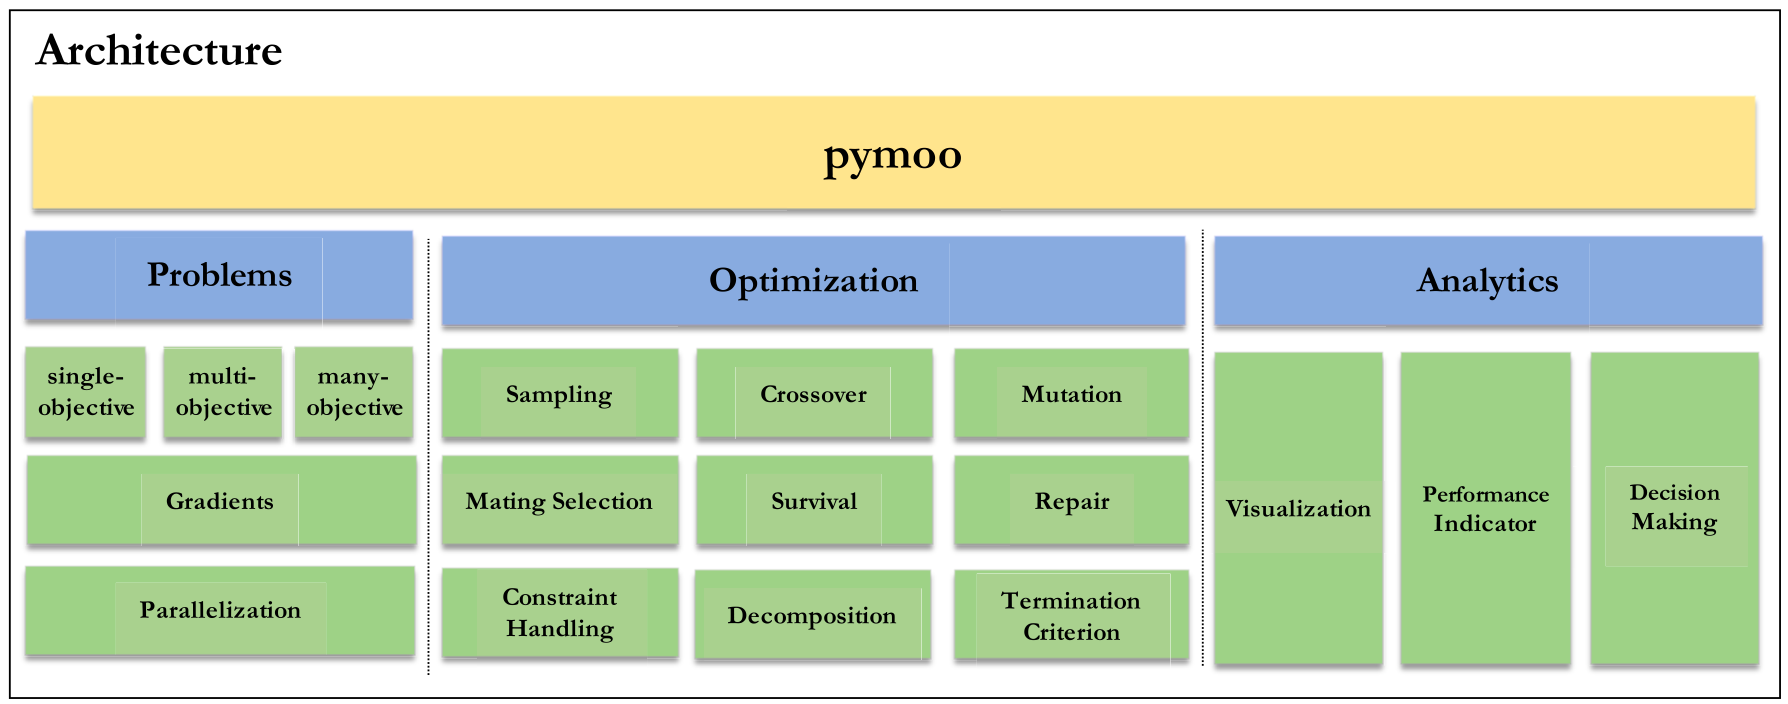 Architecture
pymoo
Problems
single-
objective
multi-
objective
many-
objective
Gradients
Parallelization
Optimization
Sampling
Crossover
Mutation
Mating Selection
Survival
Repair
Constraint
Handling
Decomposition
Termination
Criterion
Analytics
Visualization
Performance
Indicator
Decision
Making